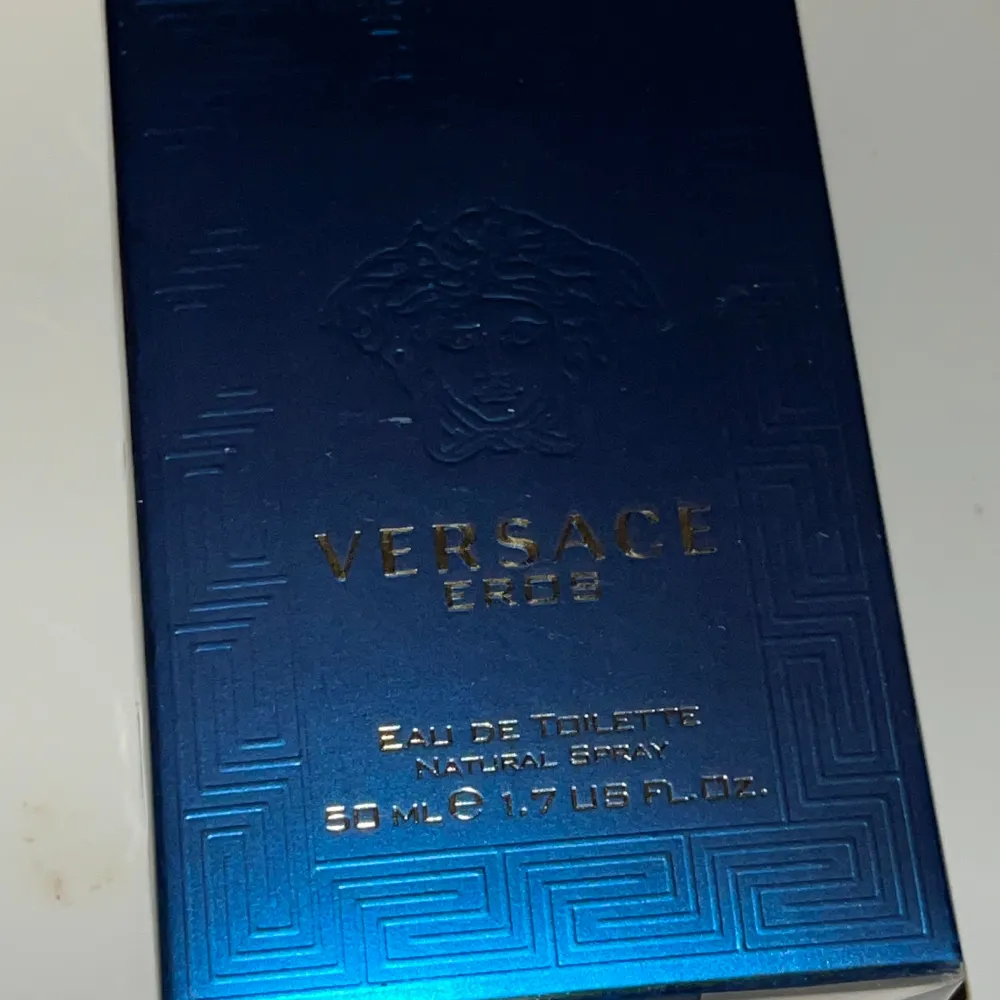 VERSACE
EROS
EAU DE TOILETTE
NATURAL SPRAY
50 ML ℮ 1.7 US FL.OZ.